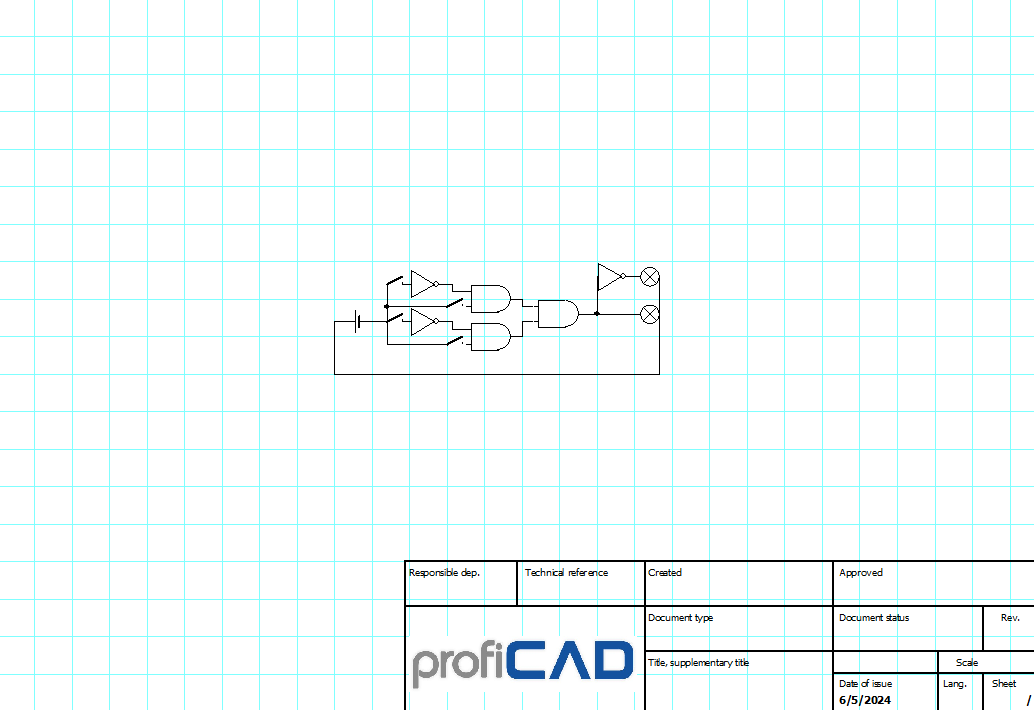 Responsible dep.
Technical reference
Created
Approved
Document type
Document status
Rev.
profiCAD
Title, supplementary title
Scale
Date of issue
Lang.
Sheet
6/5/2024
/